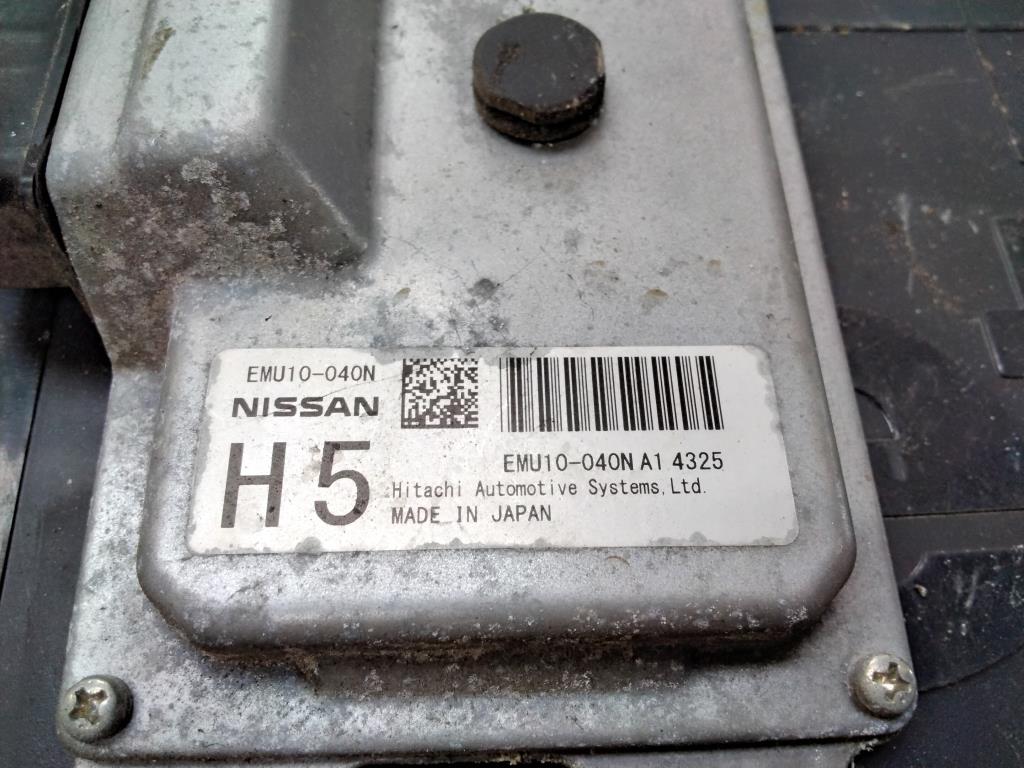 EMU10-040N
NISSAN
H5
EMU10-040N A1 4325
Hitachi Automotive Systems, Ltd.
MADE IN JAPAN